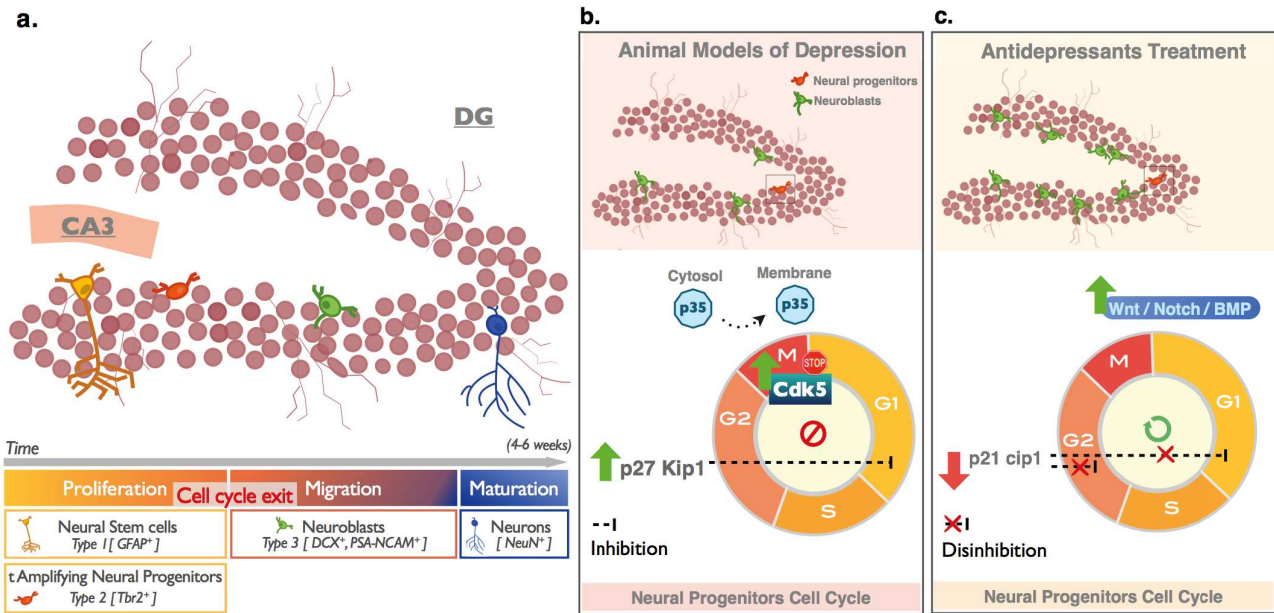 a.
DG
CA3
Time
(4-6 weeks)
Proliferation
Cell cycle exit
Migration
Maturation
Neural Stem cells
Type 1 [ GFAP⁺]
Neuroblasts
Type 3 [ DCX⁺, PSA-NCAM⁺]
Neurons
[ NeuN⁺]
t Amplifying Neural Progenitors
Type 2 [Tbr2⁺]
b.
Animal Models of Depression
Neural progenitors
Neuroblasts
Cytosol
Membrane
p35
p35
M
STOP
Cdk5
G2
G1
S
p27 Kip1
Inhibition
Neural Progenitors Cell Cycle
c.
Antidepressants Treatment
Wnt / Notch / BMP
M
G1
G2
S
p21 cip1
Disinhibition
Neural Progenitors Cell Cycle